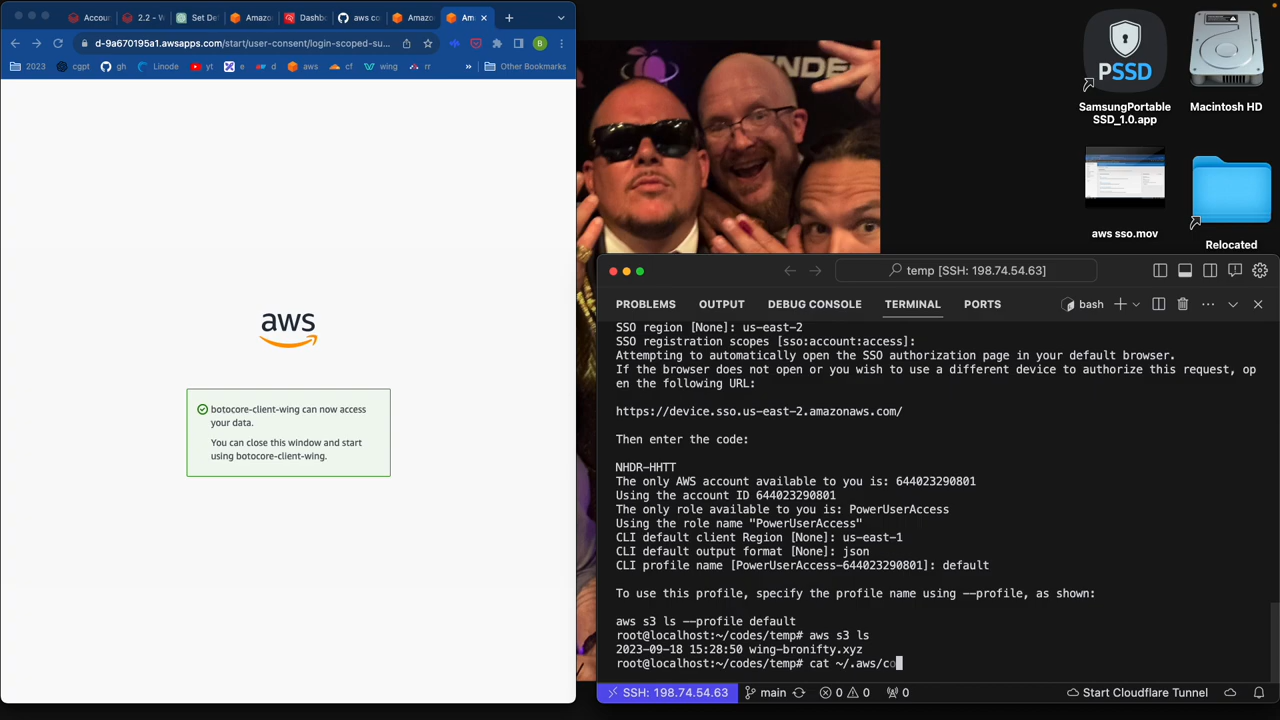 Accour
2.2 - V
Set De
Amazo
Dashb
aws co
Amazo
Am
d-9a670195a1.awsapps.com/start/user-consent/login-scoped-su...
B
2023
cgpt
gh
Linode
yt
e
d
aws
cf
wing
rr
»
Other Bookmarks
aws
botocore-client-wing can now access
your data.
You can close this window and start
using botocore-client-wing.
NDE
PSSD
SamsungPortable
SSD_1.0.app
Macintosh HD
aws sso.mov
Relocated
temp [SSH: 198.74.54.63]
PROBLEMS
OUTPUT
DEBUG CONSOLE
TERMINAL
PORTS
bash
SSO region [None]: us-east-2
SSO registration scopes [sso:account:access]:
Attempting to automatically open the SSO authorization page in your default browser.
If the browser does not open or you wish to use a different device to authorize this request, op
en the following URL:
https://device.sso.us-east-2.amazonaws.com/
Then enter the code:
NHDR-HHTT
The only AWS account available to you is: 644023290801
Using the account ID 644023290801
The only role available to you is: PowerUserAccess
Using the role name "PowerUserAccess"
CLI default client Region [None]: us-east-1
CLI default output format [None]: json
CLI profile name [PowerUserAccess-644023290801]: default
To use this profile, specify the profile name using --profile, as shown:
aws s3 ls --profile default
root@localhost:~/codes/temp# aws s3 ls
2023-09-18 15:28:50 wing-bronifty.xyz
root@localhost:~/codes/temp# cat ~/.aws/co
SSH: 198.74.54.63
main
0
0
0
Start Cloudflare Tunnel